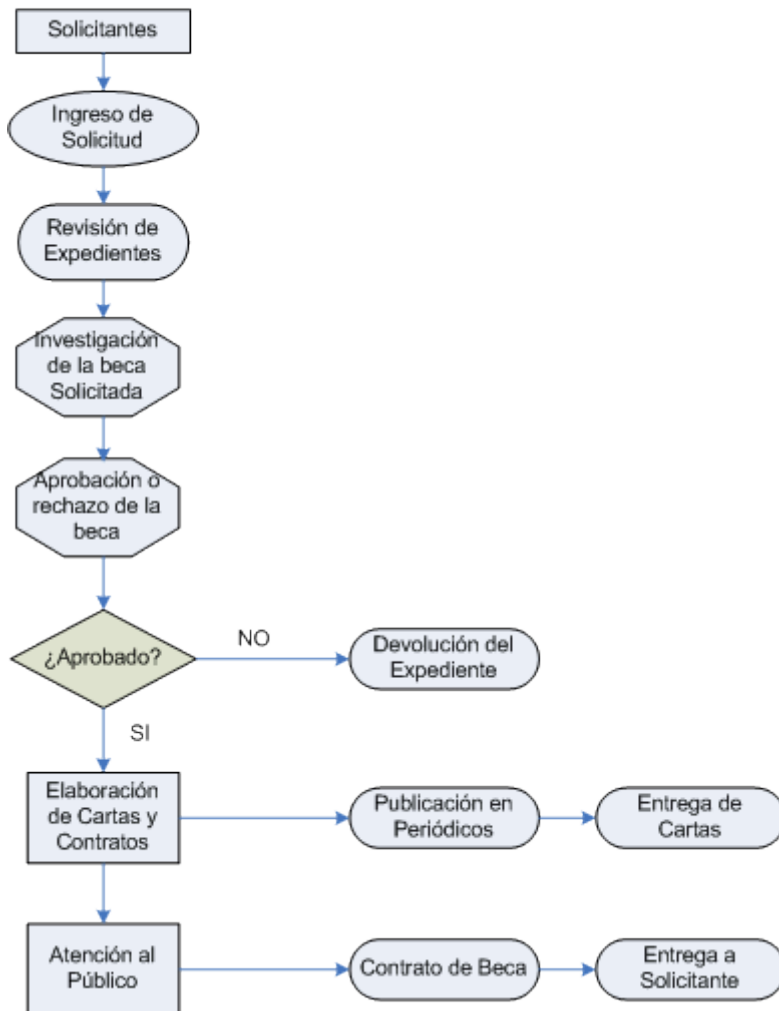 Solicitantes
Ingreso de
Solicitud
Revisión de
Expedientes
Investigación
de la beca
Solicitada
Aprobación o
rechazo de la
beca
¿Aprobado?
NO
Devolución del
Expediente
SI
Elaboración
de Cartas y
Contratos
Publicación en
Periódicos
Entrega de
Cartas
Atención al
Público
Contrato de Beca
Entrega a
Solicitante